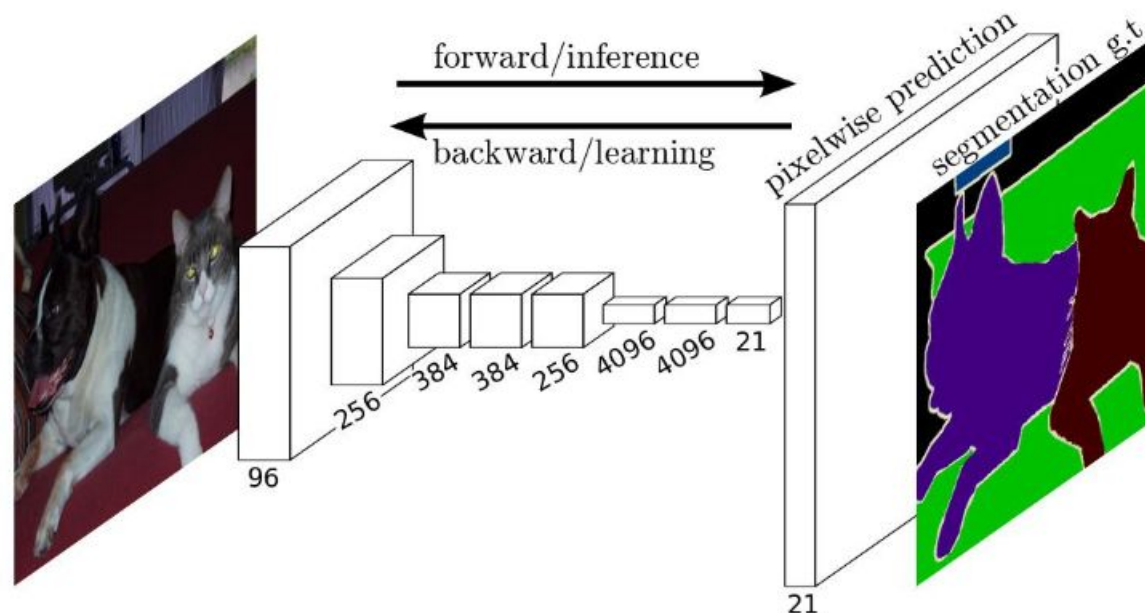 forward/inference
backward/learning
pixelwise prediction
segmentation g.t
96
256
384
384
256
4096
4096
21
21